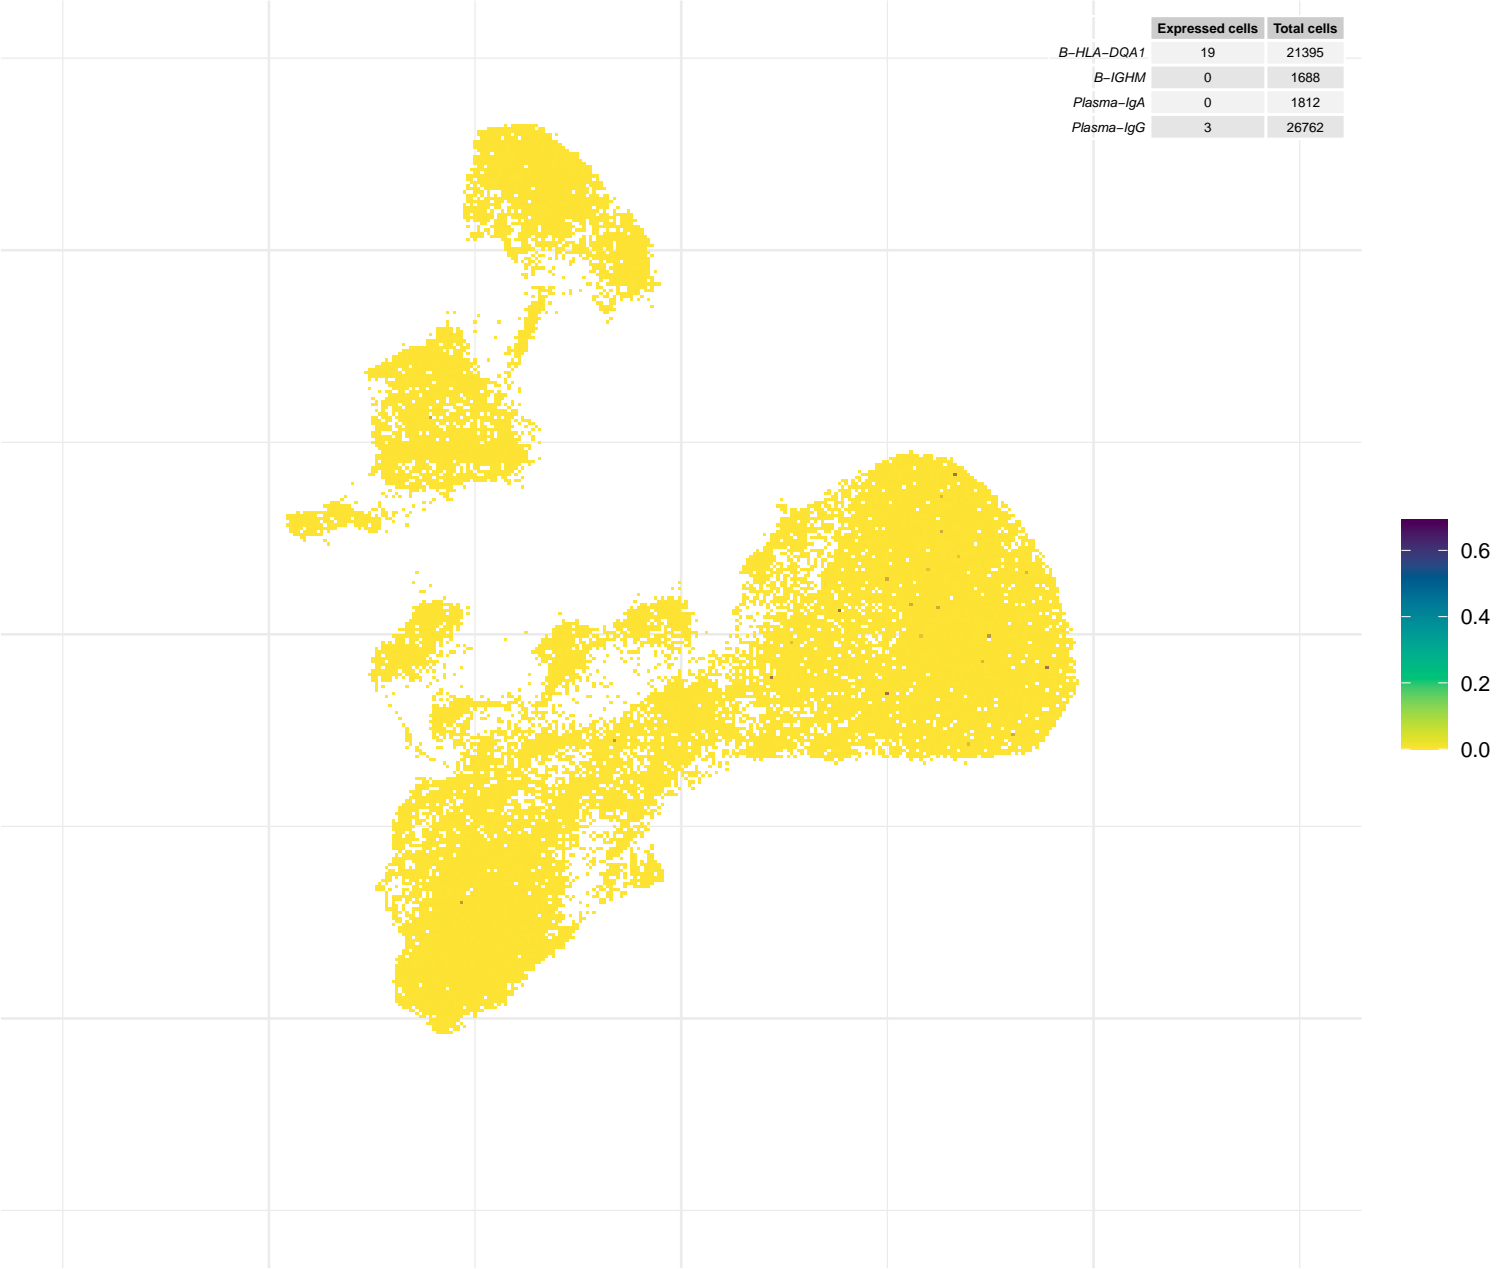 Expressed cells Total cells
B−HLA−DQA1 19 21395
B−IGHM 0 1688
Plasma−IgA 0 1812
Plasma−IgG 3 26762
0.6
0.4
0.2
0.0